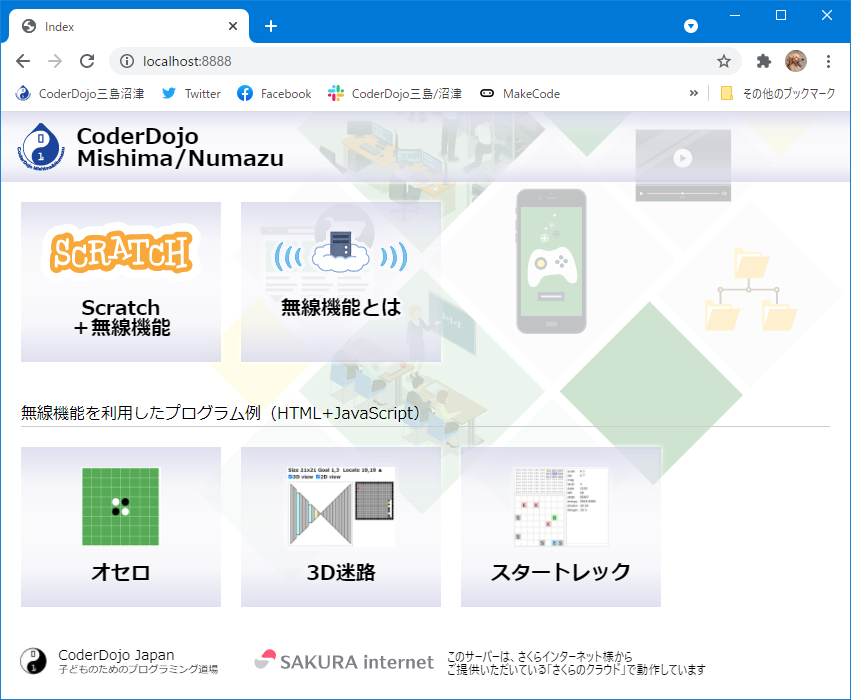 Index
localhost:8888
CoderDojo三島沼津
Twitter
Facebook
CoderDojo三島/沼津
MakeCode
»
その他のブックマーク
CoderDojo
Mishima/Numazu
SCRATCH
Scratch
＋無線機能
無線機能とは
無線機能を利用したプログラム例（HTML+JavaScript）
オセロ
Size 21x21 Goal 1,3 Locate 19,19 ▲
3D view 2D view
3D迷路
スタートレック
CoderDojo Japan
子どものためのプログラミング道場
SAKURA internet
このサーバーは、さくらインターネット様から
ご提供いただいている「さくらのクラウド」で動作しています